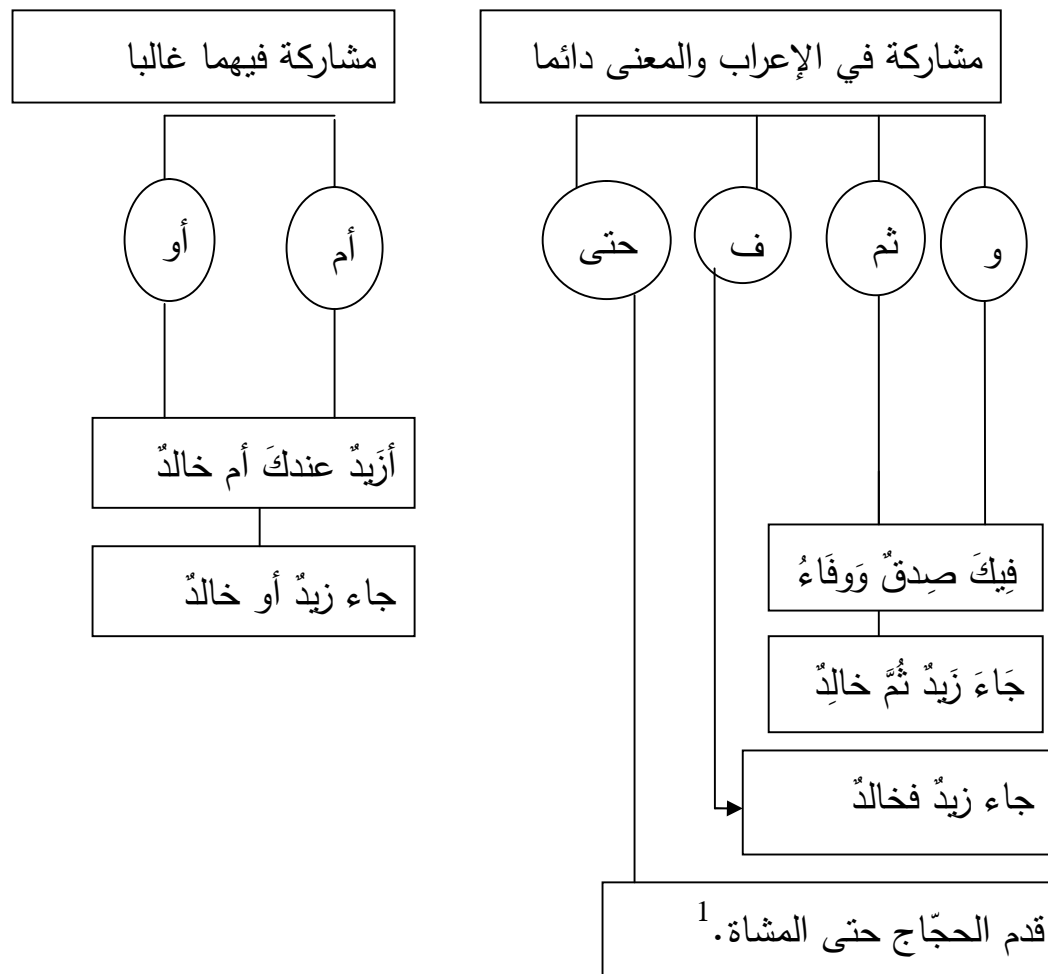 مشاركة في الإعراب والمعنى دائما
مشاركة فيهما غالبا
و
ثم
ف
حتى
أم
أو
أزَيدٌ عندكَ أم خالدٌ
جاء زيدٌ أو خالدٌ
فِيكَ صِدقٌ وَوفَاءُ
جَاءَ زَيدٌ ثُمَّ خالِدٌ
جاء زيدٌ فخالدٌ
قدم الحجّاج حتى المشاة.1